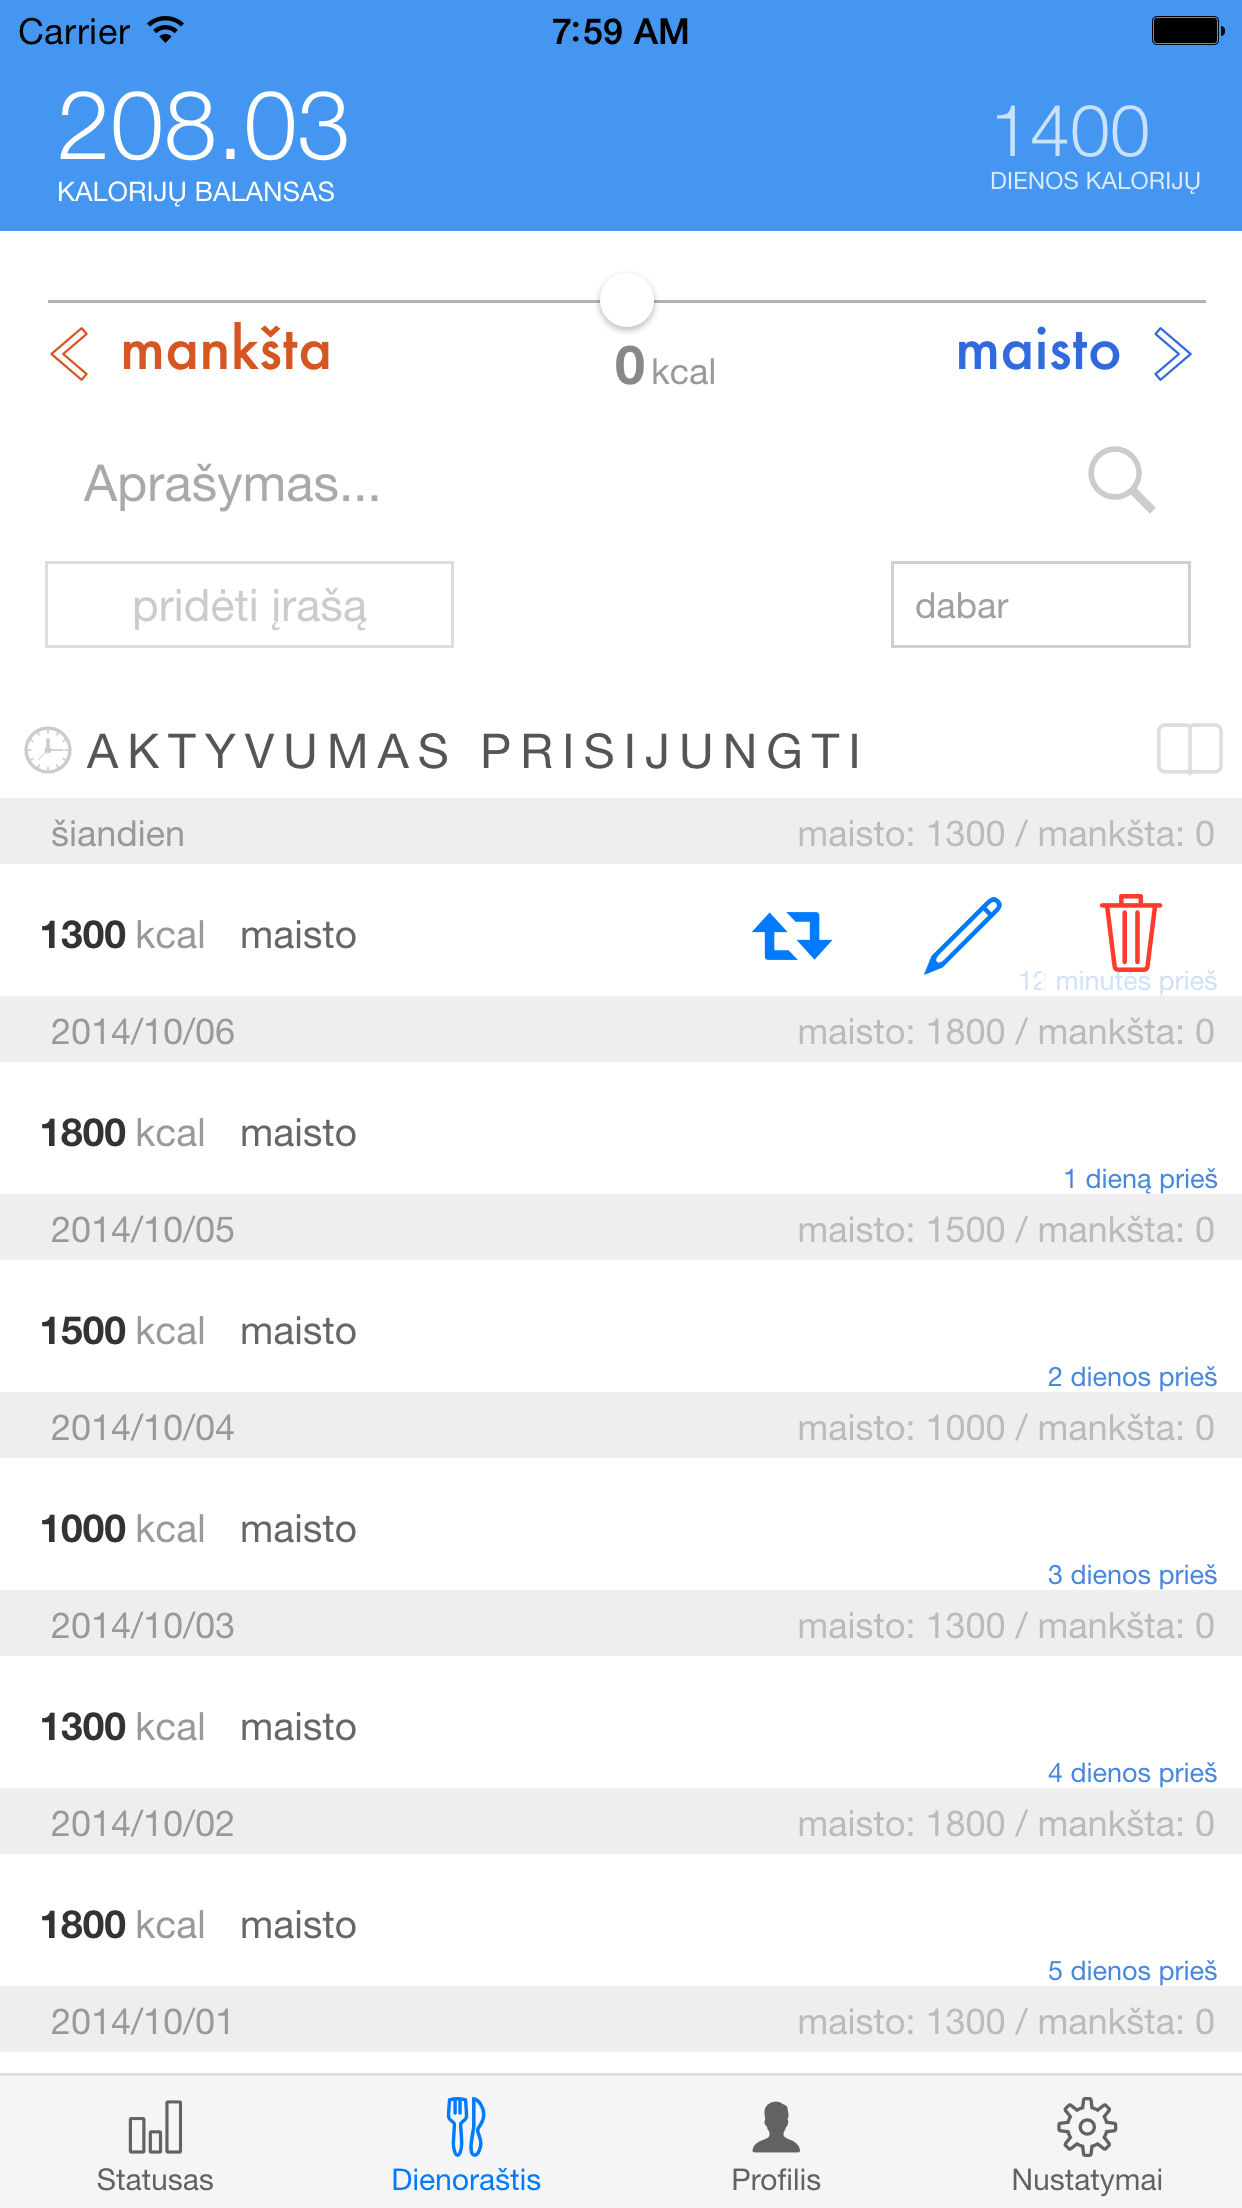 Carrier 7:59 AM
208.03 1400
KALORIJŲ BALANSAS DIENOS KALORIJŲ
mankšta maisto
0 kcal
Aprašymas...
pridėti įrašą dabar
AKTYVUMAS PRISIJUNGTI
šiandien maisto: 1300 / mankšta: 0
1300 kcal maisto
12 minutės prieš
2014/10/06 maisto: 1800 / mankšta: 0
1800 kcal maisto
1 dieną prieš
2014/10/05 maisto: 1500 / mankšta: 0
1500 kcal maisto
2 dienos prieš
2014/10/04 maisto: 1000 / mankšta: 0
1000 kcal maisto
3 dienos prieš
2014/10/03 maisto: 1300 / mankšta: 0
1300 kcal maisto
4 dienos prieš
2014/10/02 maisto: 1800 / mankšta: 0
1800 kcal maisto
5 dienos prieš
2014/10/01 maisto: 1300 / mankšta: 0
Statusas Dienoraštis Profilis Nustatymai